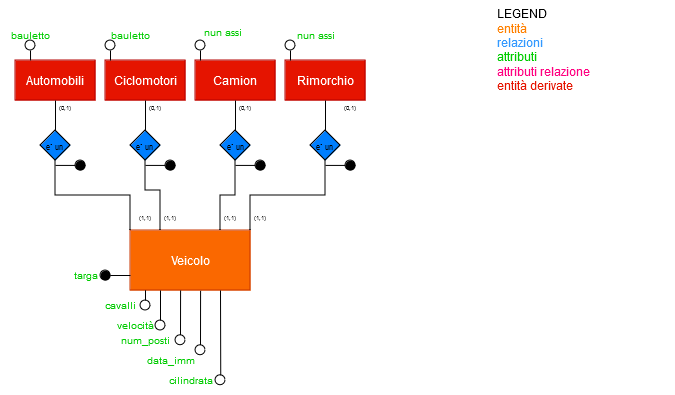 LEGEND
entità
relazioni
attributi
attributi relazione
entità derivate
bauletto
bauletto
nun assi
nun assi
Automobili
Ciclomotori
Camion
Rimorchio
(0,1)
(0,1)
(0,1)
(0,1)
e' un
e' un
e' un
e' un
(1,1)
(1,1)
(1,1)
(1,1)
Veicolo
targa
cavalli
velocità
num_posti
data_imm
cilindrata